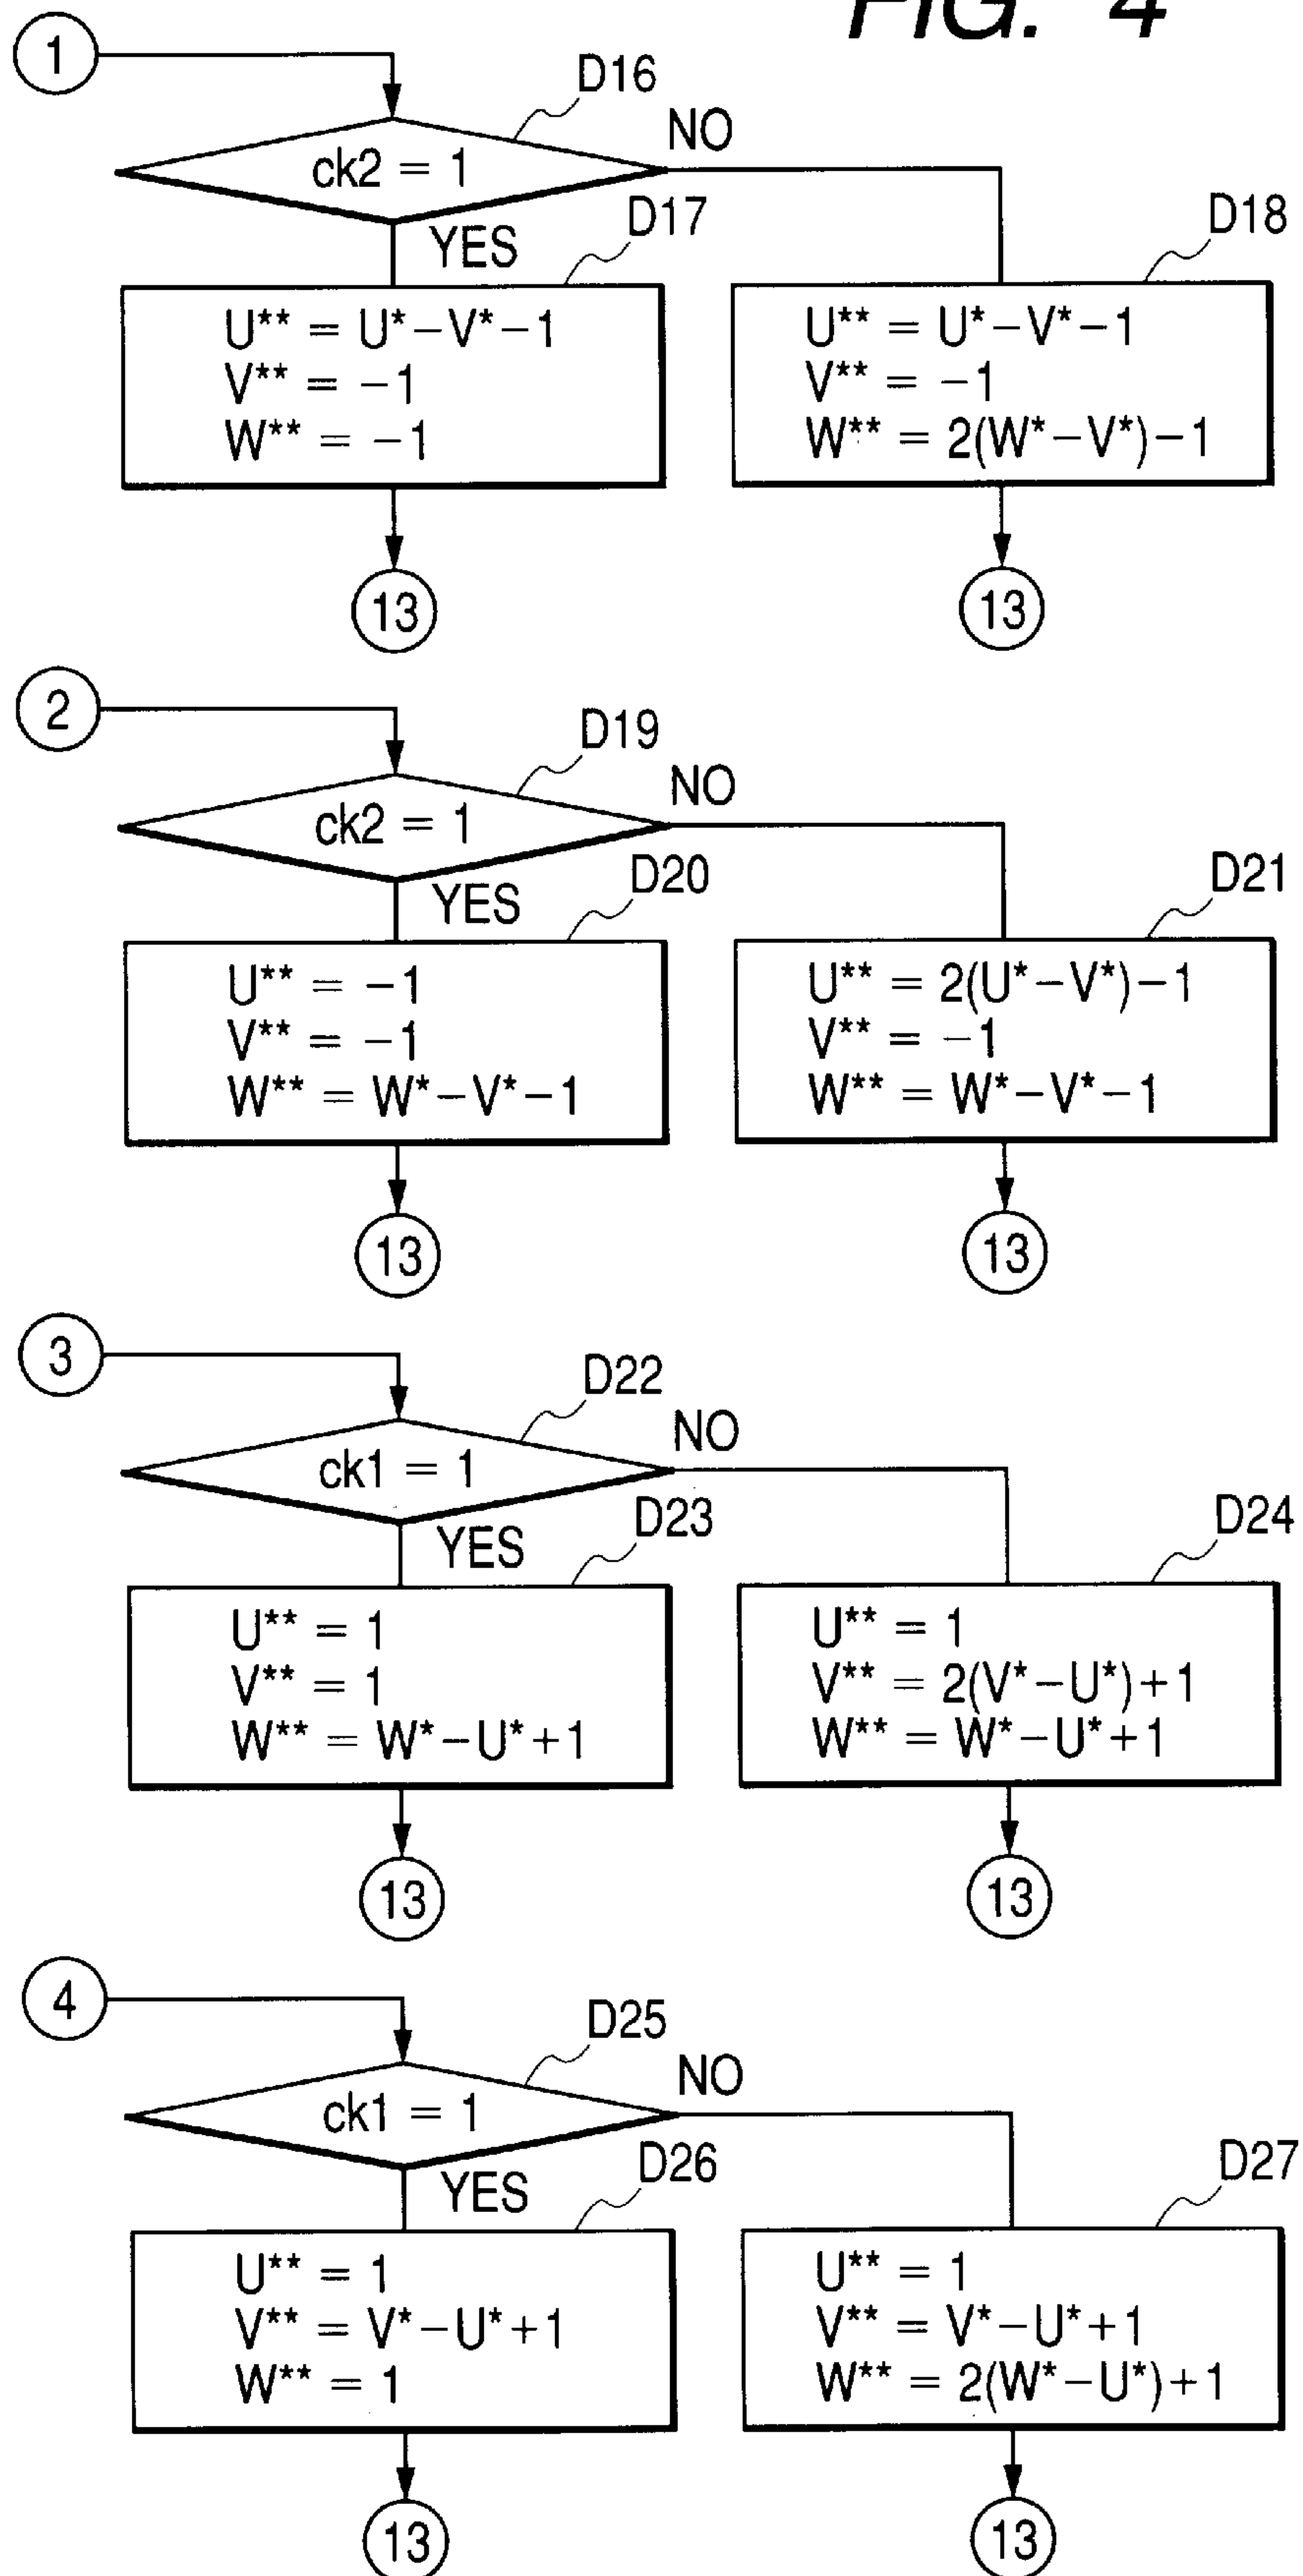 FIG. 4
1
D16
ck2 = 1
NO
YES
D17
U** = U*−V*−1
V** = −1
W** = −1
D18
U** = U*−V*−1
V** = −1
W** = 2(W*−V*)−1
13
13
2
D19
ck2 = 1
NO
YES
D20
U** = −1
V** = −1
W** = W*−V*−1
D21
U** = 2(U*−V*)−1
V** = −1
W** = W*−V*−1
13
13
3
D22
ck1 = 1
NO
YES
D23
U** = 1
V** = 1
W** = W*−U*+1
D24
U** = 1
V** = 2(V*−U*)+1
W** = W*−U*+1
13
13
4
D25
ck1 = 1
NO
YES
D26
U** = 1
V** = V*−U*+1
W** = 1
D27
U** = 1
V** = V*−U*+1
W** = 2(W*−U*)+1
13
13